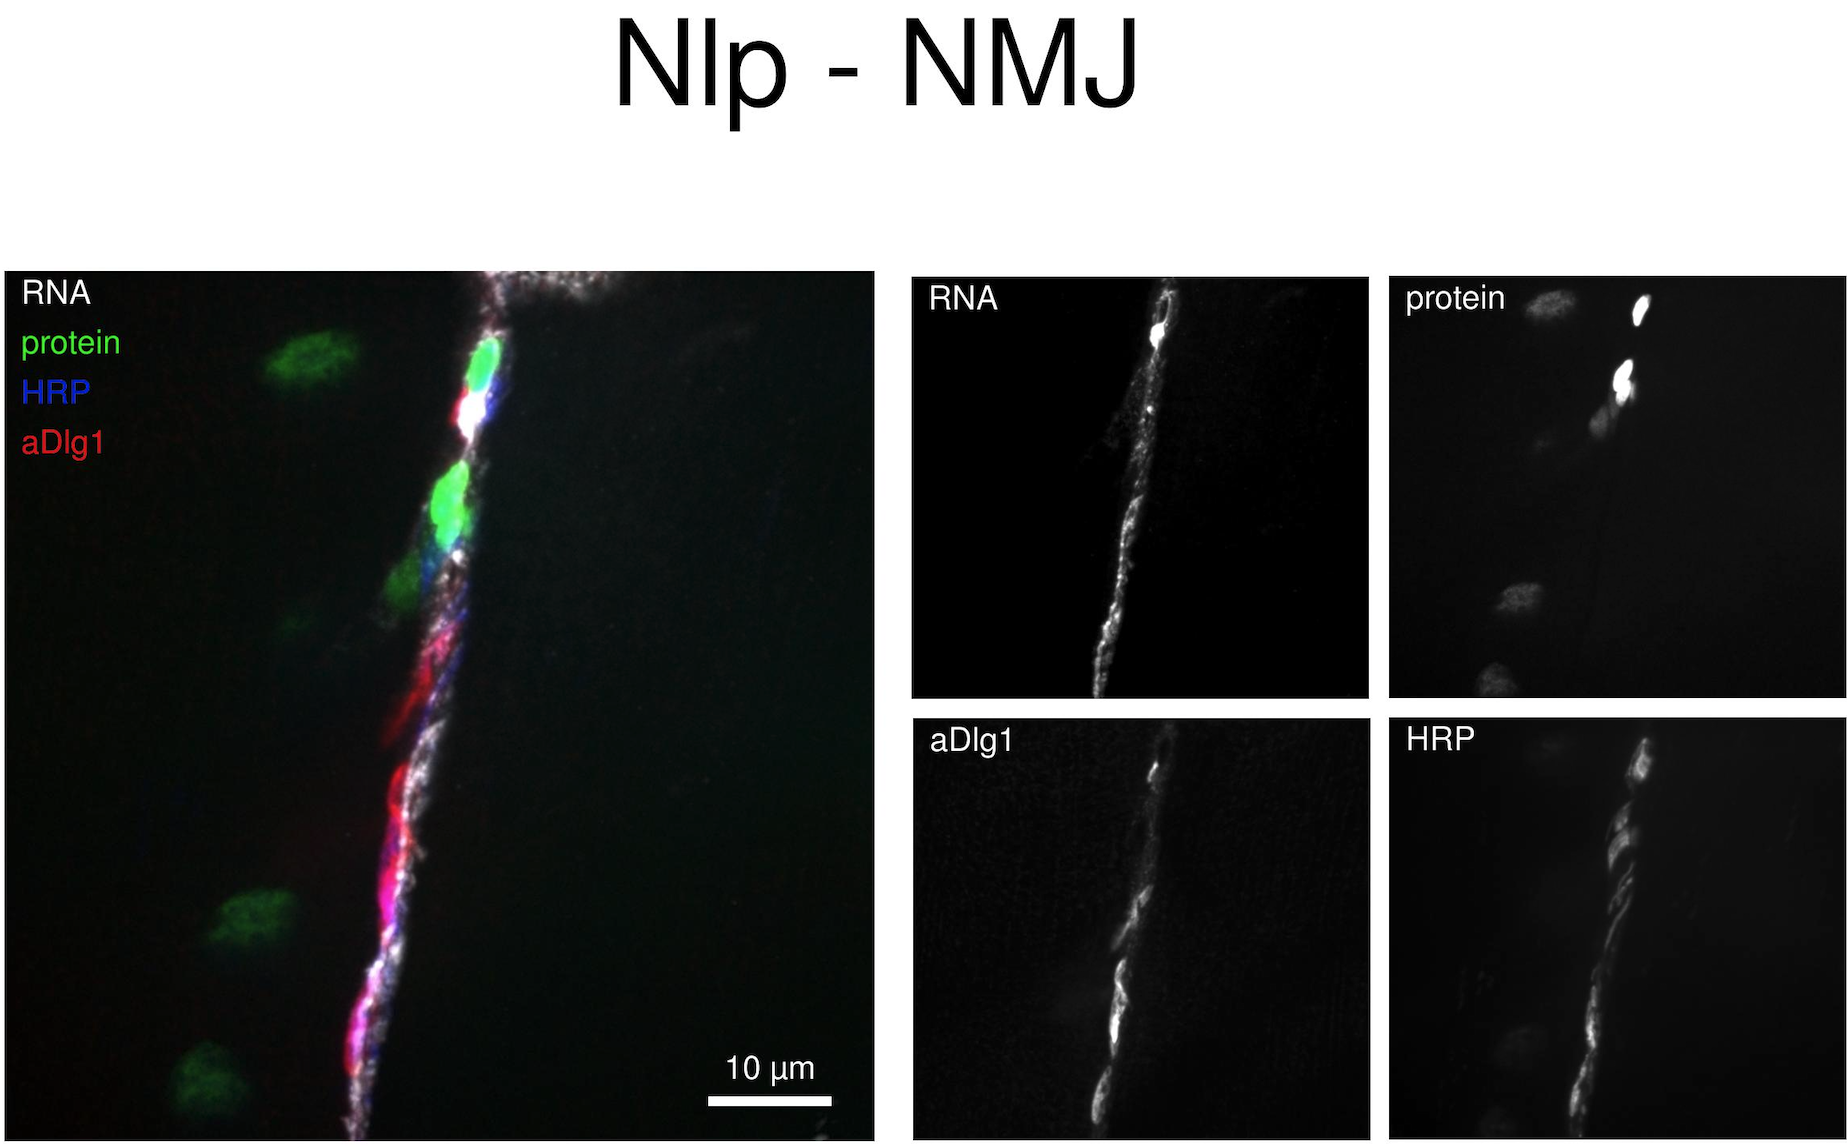 Nlp - NMJ
RNA
protein
HRP
aDlg1
10 µm
RNA
protein
aDlg1
HRP